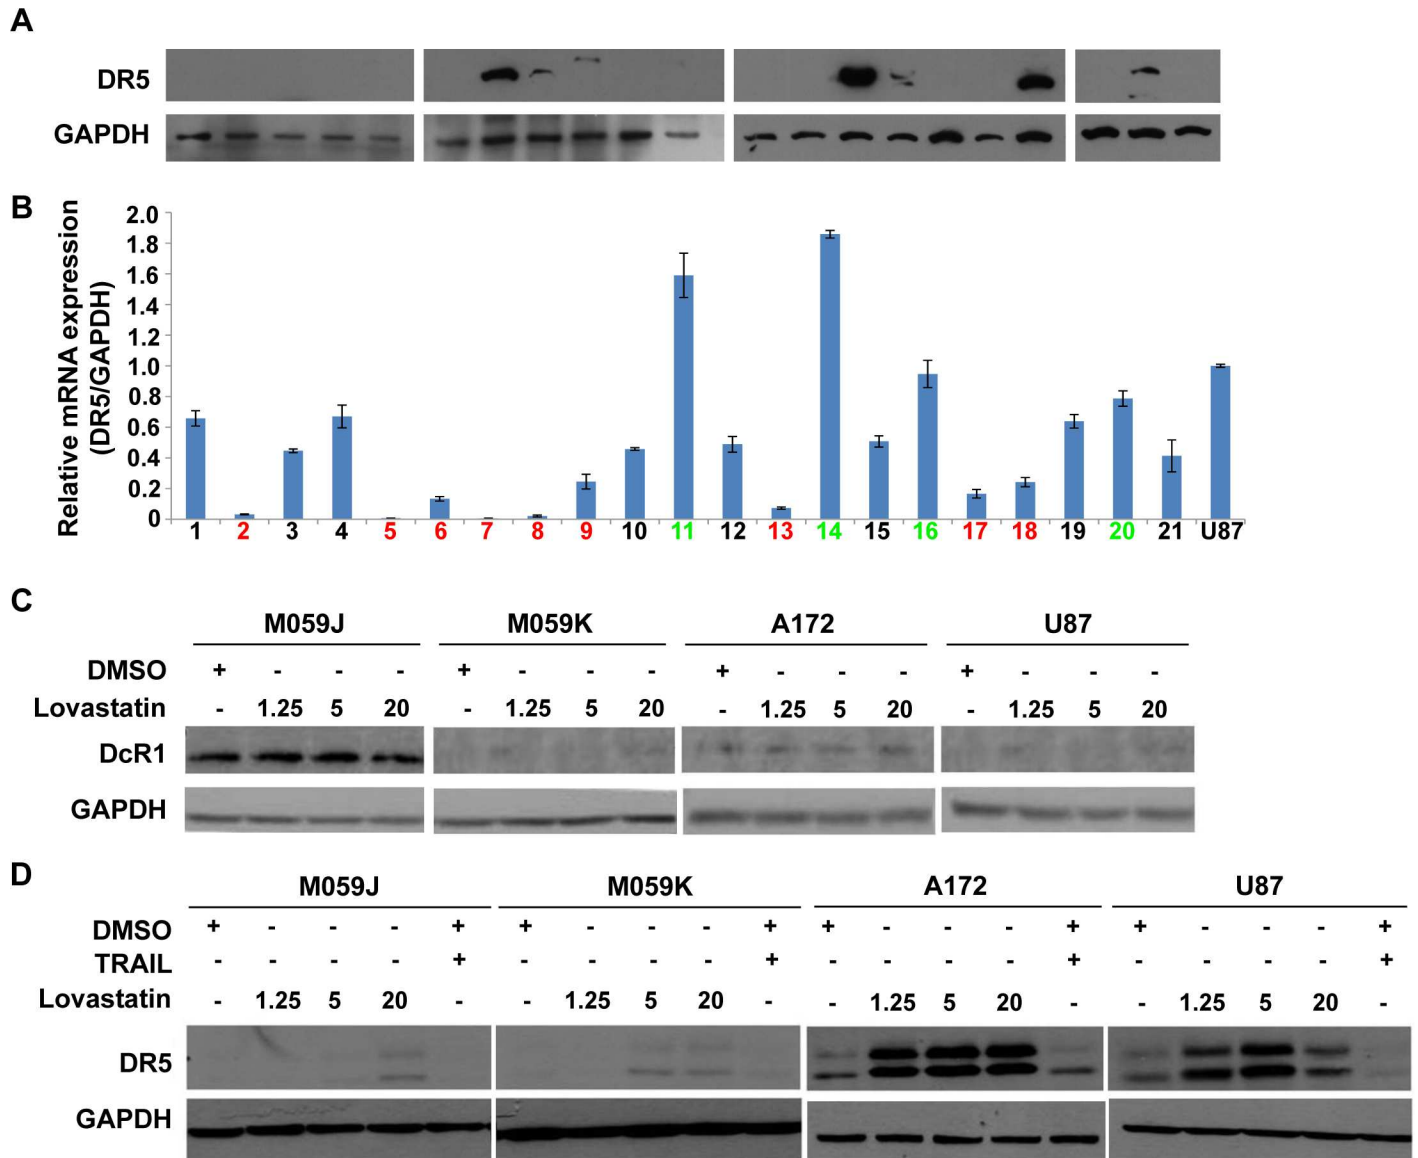 A
DR5
GAPDH
B
Relative mRNA expression
(DR5/GAPDH)
2.0
1.8
1.6
1.4
1.2
1.0
0.8
0.6
0.4
0.2
0
1 2 3 4 5 6 7 8 9 10 11 12 13 14 15 16 17 18 19 20 21 U87
C
M059J M059K A172 U87
DMSO + - - - + - - - + - - - + - - -
Lovastatin - 1.25 5 20 - 1.25 5 20 - 1.25 5 20 - 1.25 5 20
DcR1
GAPDH
D
M059J M059K A172 U87
DMSO + - - - + + - - - + + - - - + + - - - +
TRAIL - - - - + - - - - + - - - - + - - - - +
Lovastatin - 1.25 5 20 - - 1.25 5 20 - - 1.25 5 20 - - 1.25 5 20 -
DR5
GAPDH